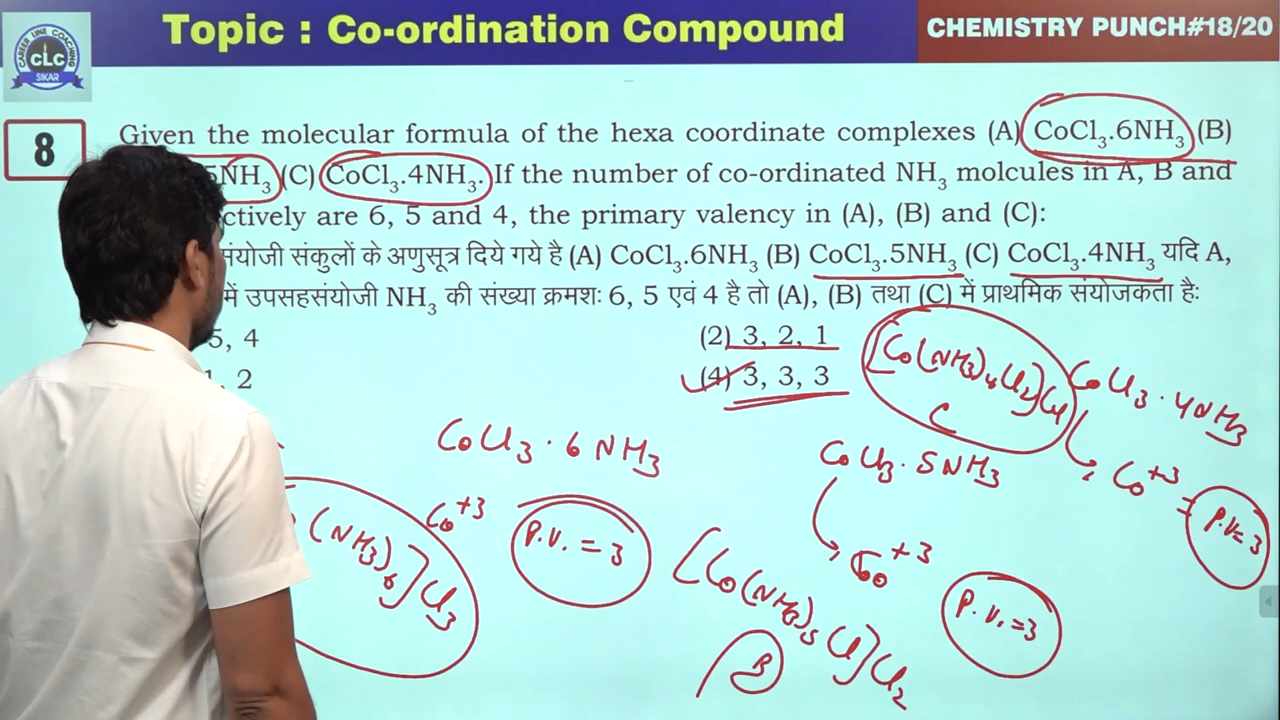 Topic : Co-ordination Compound
CHEMISTRY PUNCH#18/20
CAREER LINE COACHING
CLC
SIKAR
8
Given the molecular formula of the hexa coordinate complexes (A) CoCl₃.6NH₃ (B)
5NH₃ (C) CoCl₃.4NH₃. If the number of co-ordinated NH₃ molcules in A, B and
ctively are 6, 5 and 4, the primary valency in (A), (B) and (C):
संयोजी संकुलों के अणुसूत्र दिये गये है (A) CoCl₃.6NH₃ (B) CoCl₃.5NH₃ (C) CoCl₃.4NH₃ यदि A,
में उपसहसंयोजी NH₃ की संख्या क्रमशः 6, 5 एवं 4 है तो (A), (B) तथा (C) में प्राथमिक संयोजकता हैः
5, 4
(2) 3, 2, 1
, 2
(4) 3, 3, 3
[Co(NH₃)₄Cl₂]Cl
C
CoCl₃·4NH₃
Co⁺³
P.V.=3
CoCl₃·6NH₃
Co⁺³
P.V.=3
(NH₃)₆]Cl₃
CoCl₃·5NH₃
Co⁺³
P.V.=3
[Co(NH₃)₅Cl]Cl₂
B